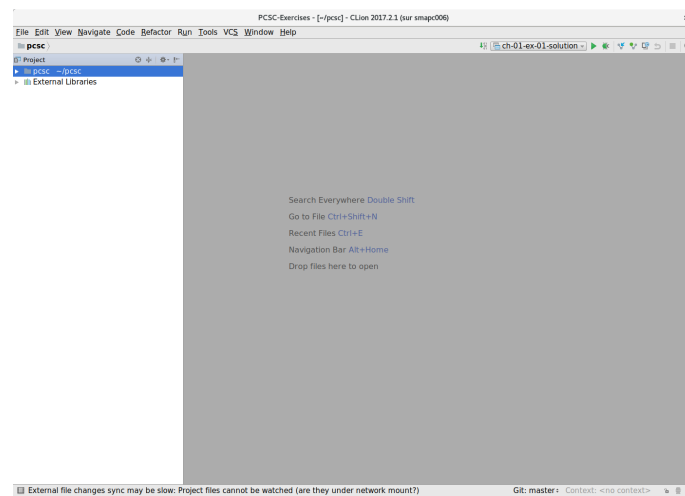 PCSC-Exercises - [~/pcsc] - CLion 2017.2.1 (sur smapc006)
File Edit View Navigate Code Refactor Run Tools VCS Window Help
pcsc
ch-01-ex-01-solution
Project
pcsc ~/pcsc
External Libraries
Search Everywhere Double Shift
Go to File Ctrl+Shift+N
Recent Files Ctrl+E
Navigation Bar Alt+Home
Drop files here to open
External file changes sync may be slow: Project files cannot be watched (are they under network mount?) Git: master Context: <no context>